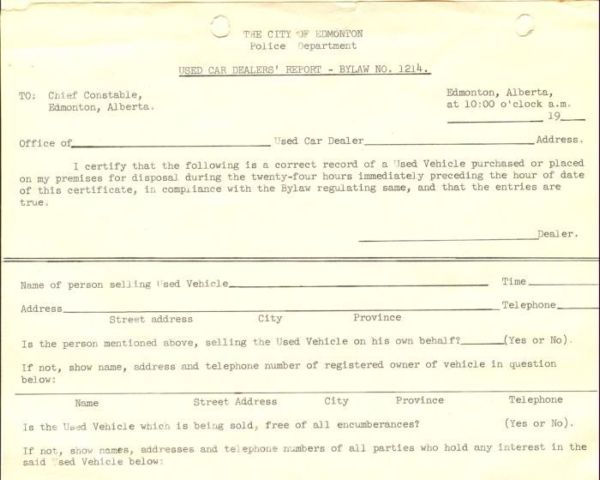 THE CITY OF EDMONTON
Police Department
USED CAR DEALERS' REPORT - BYLAW NO. 1214.
TO: Chief Constable,
Edmonton, Alberta.
Edmonton, Alberta,
at 10:00 o'clock a.m.
19
Office of Used Car Dealer Address.
I certify that the following is a correct record of a Used Vehicle purchased or placed
on my premises for disposal during the twenty-four hours immediately preceding the hour of date
of this certificate, in compliance with the Bylaw regulating same, and that the entries are
true.
Dealer.
Name of person selling Used Vehicle Time
Address Telephone
Street address City Province
Is the person mentioned above, selling the Used Vehicle on his own behalf? (Yes or No).
If not, show name, address and telephone number of registered owner of vehicle in question
below:
Name Street Address City Province Telephone
Is the Used Vehicle which is being sold, free of all encumberances? (Yes or No).
If not, show names, addresses and telephone numbers of all parties who hold any interest in the
said Used Vehicle below: